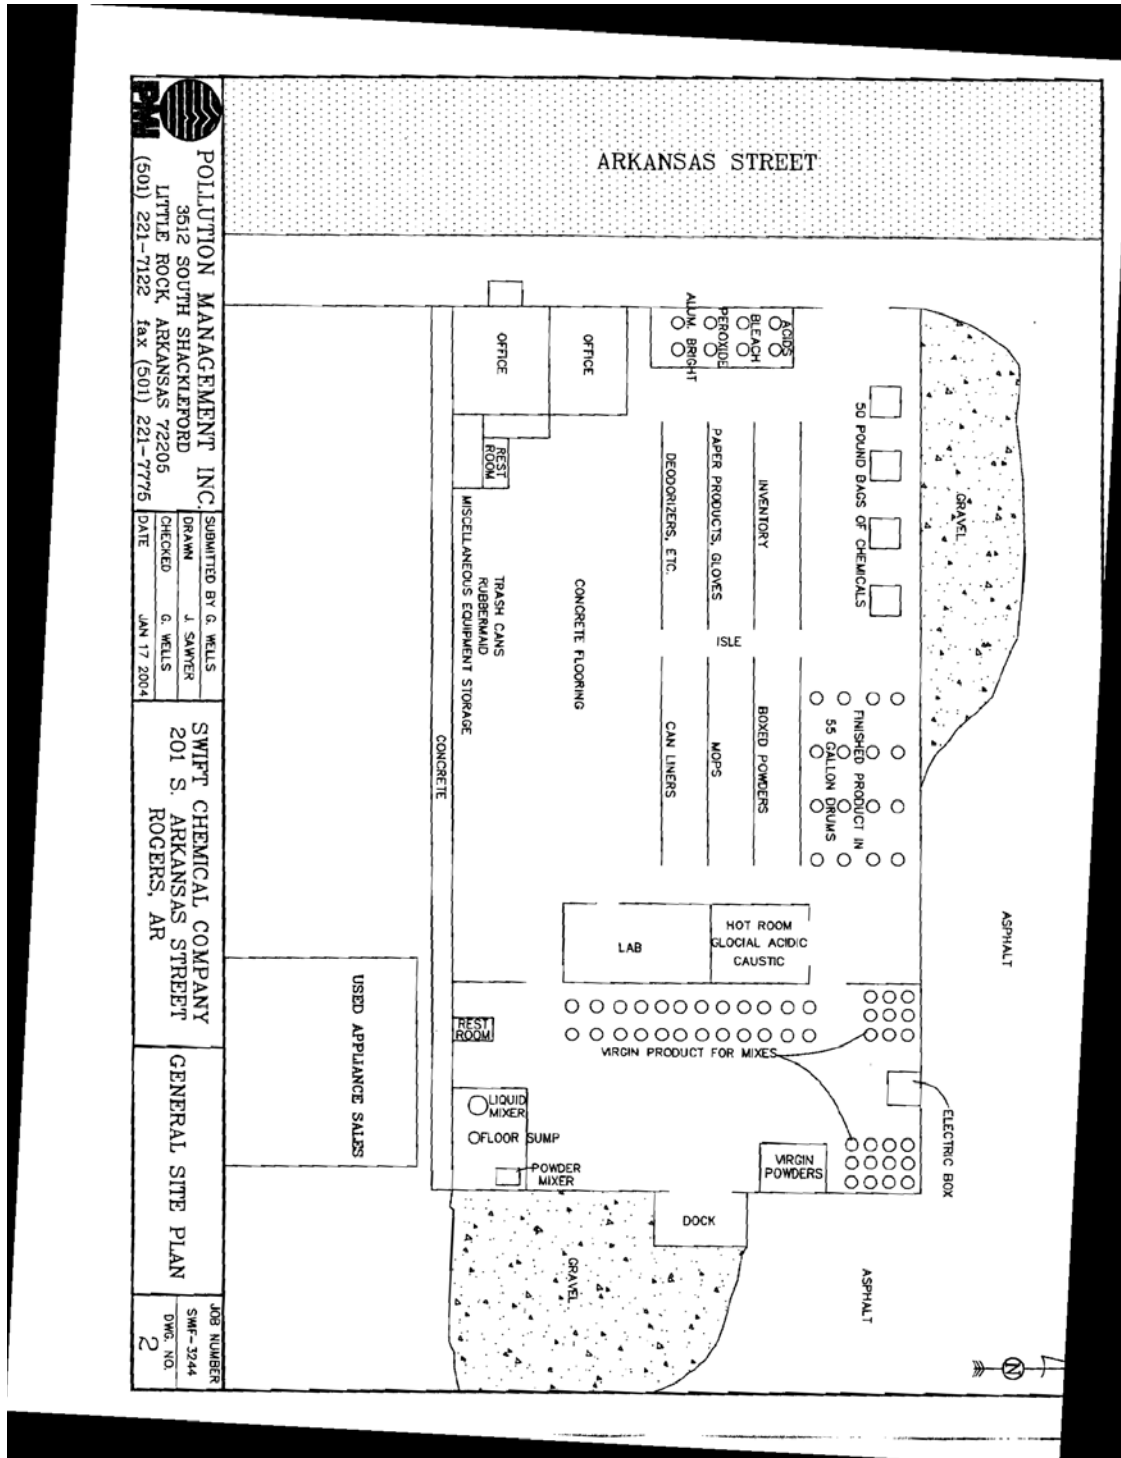 ARKANSAS STREET
OFFICE
OFFICE
ALUM. BRIGHT
PEROXIDE
BLEACH
ACIDS
REST
ROOM
50 POUND BAGS OF CHEMICALS
GRAVEL
DEODORIZERS, ETC.
PAPER PRODUCTS, GLOVES
INVENTORY
MISCELLANEOUS EQUIPMENT STORAGE
RUBBERMAID
TRASH CANS
CONCRETE FLOORING
ISLE
CAN LINERS
MOPS
BOXED POWDERS
FINISHED PRODUCT IN
55 GALLON DRUMS
CONCRETE
ASPHALT
LAB
HOT ROOM
GLOCIAL ACIDIC
CAUSTIC
REST
ROOM
VIRGIN PRODUCT FOR MIXES
USED APPLIANCE SALES
LIQUID
MIXER
FLOOR SUMP
POWDER
MIXER
VIRGIN
POWDERS
ELECTRIC BOX
DOCK
GRAVEL
ASPHALT
N
PMI
POLLUTION MANAGEMENT INC.
3512 SOUTH SHACKLEFORD
LITTLE ROCK, ARKANSAS 72205
(501) 221-7122 fax (501) 221-7775
SUBMITTED BY G. WELLS
DRAWN J. SAWYER
CHECKED G. WELLS
DATE JAN 17 2004
SWIFT CHEMICAL COMPANY
201 S. ARKANSAS STREET
ROGERS, AR
GENERAL SITE PLAN
JOB NUMBER
SWF-3244
DWG. NO.
2